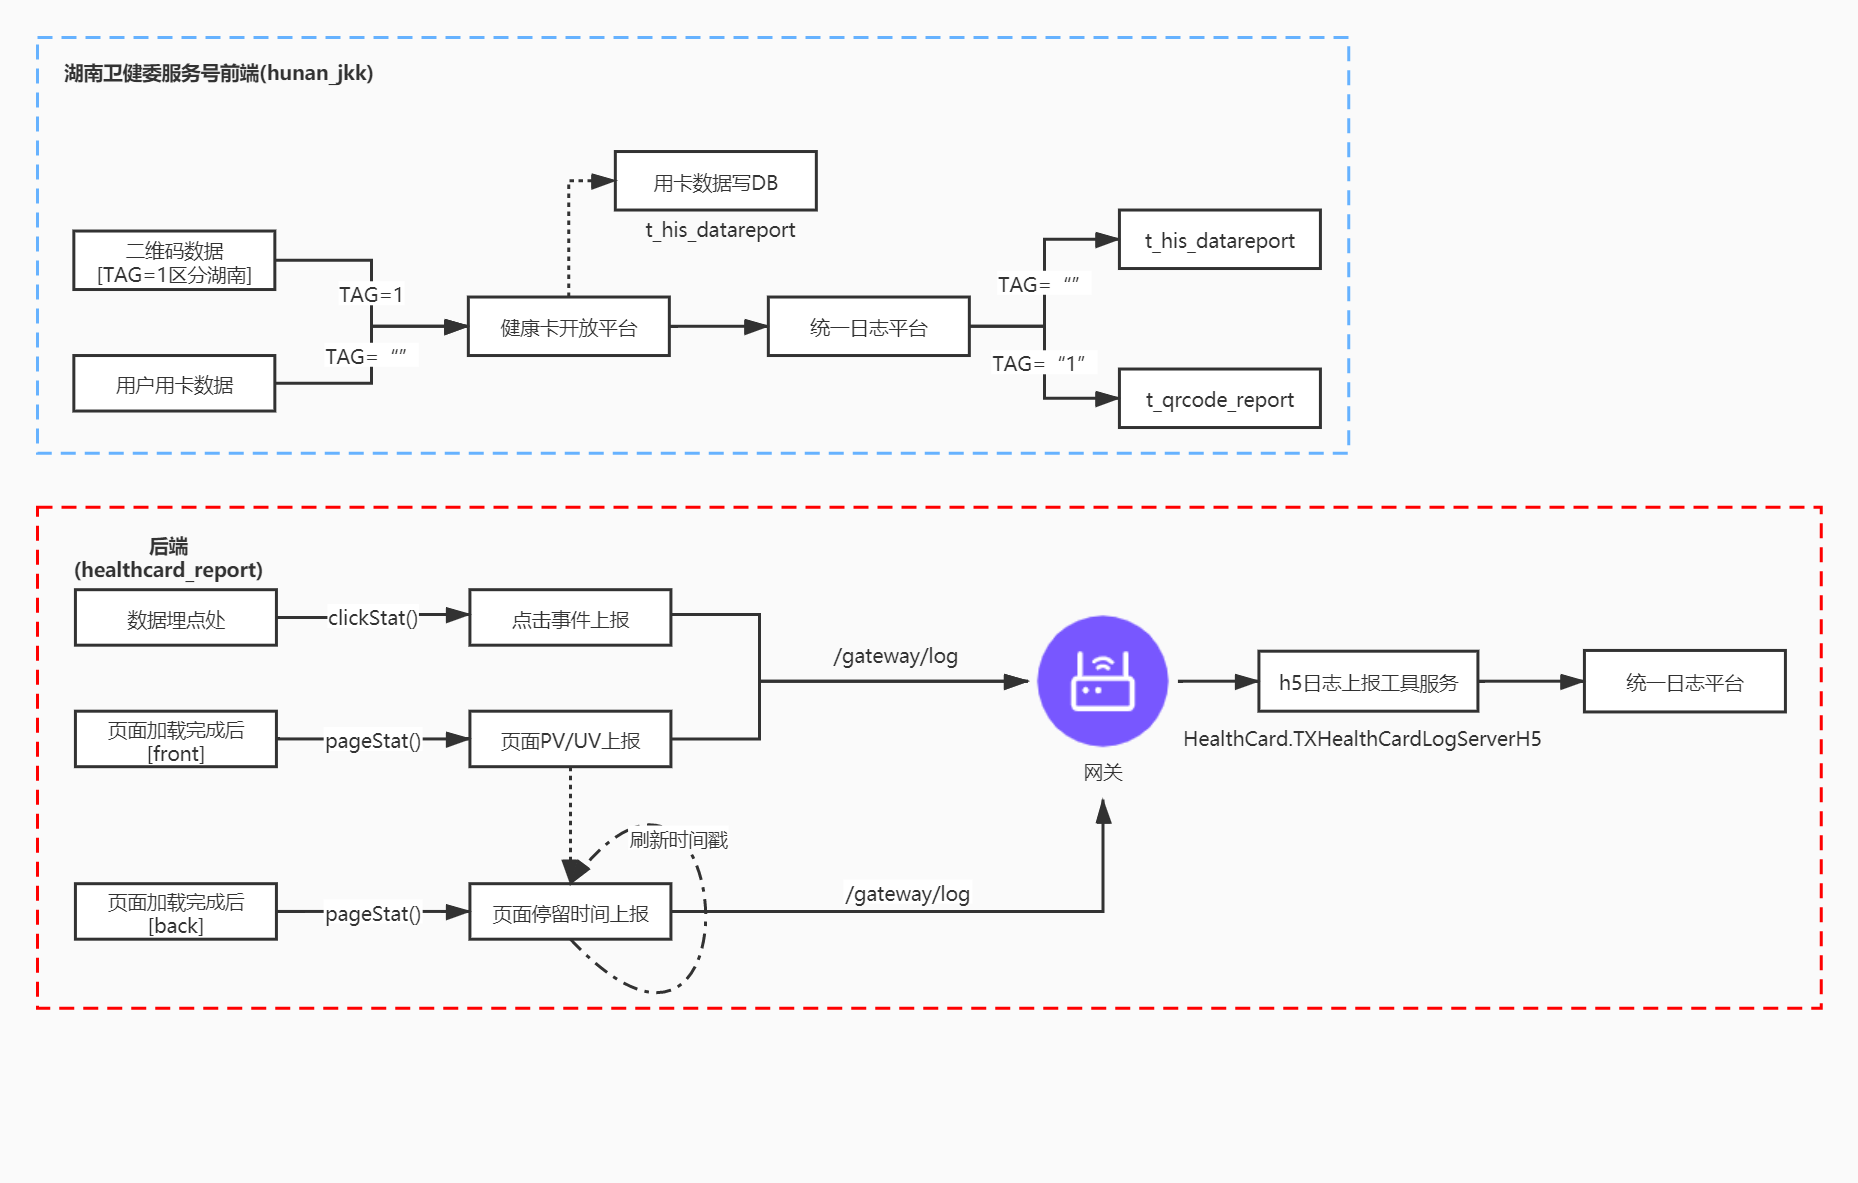 湖南卫健委服务号前端(hunan_jkk)
用卡数据写DB
t_his_datareport
二维码数据
[TAG=1区分湖南]
TAG=1
用户用卡数据
TAG=“”
健康卡开放平台
统一日志平台
TAG=“”
t_his_datareport
TAG=“1”
t_qrcode_report
后端
(healthcard_report)
数据埋点处
clickStat()
点击事件上报
/gateway/log
页面加载完成后
[front]
pageStat()
页面PV/UV上报
网关
h5日志上报工具服务
HealthCard.TXHealthCardLogServerH5
统一日志平台
刷新时间戳
页面加载完成后
[back]
pageStat()
页面停留时间上报
/gateway/log